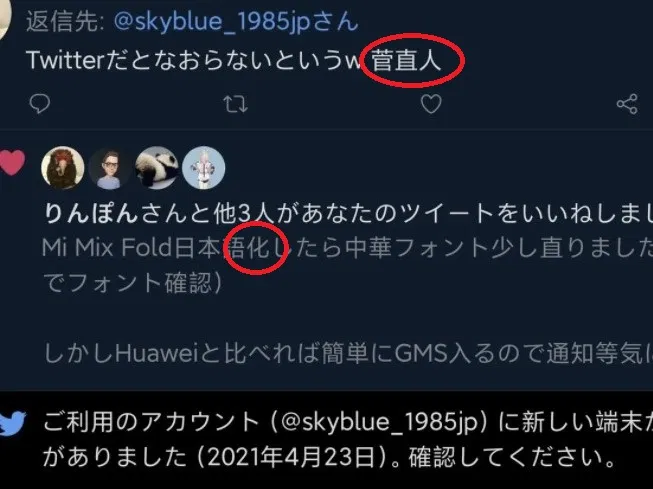 返信先: @skyblue_1985jpさん
Twitterだとなおらないというw 菅直人
りんぽんさんと他3人があなたのツイートをいいねしまし
Mi Mix Fold日本語化したら中華フォント少し直りました
でフォント確認）
しかしHuaweiと比べれば簡単にGMS入るので通知等気に
ご利用のアカウント（@skyblue_1985jp）に新しい端末か
がありました（2021年4月23日）。確認してください。